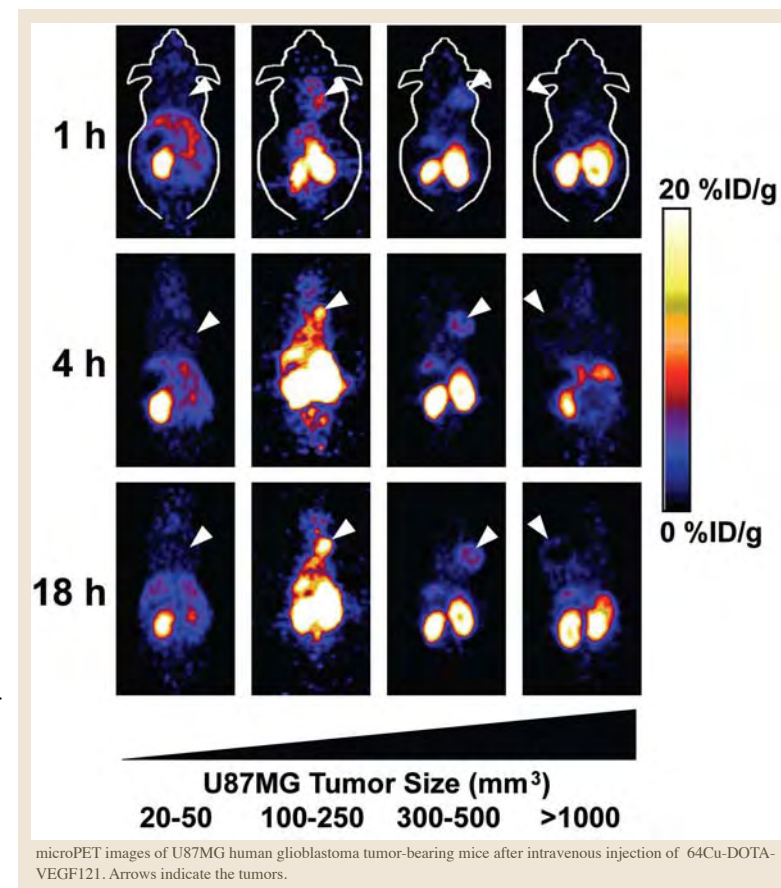 1 h
20 %ID/g
4 h
0 %ID/g
18 h
U87MG Tumor Size (mm³)
20-50 100-250 300-500 >1000
microPET images of U87MG human glioblastoma tumor-bearing mice after intravenous injection of 64Cu-DOTA-
VEGF121. Arrows indicate the tumors.